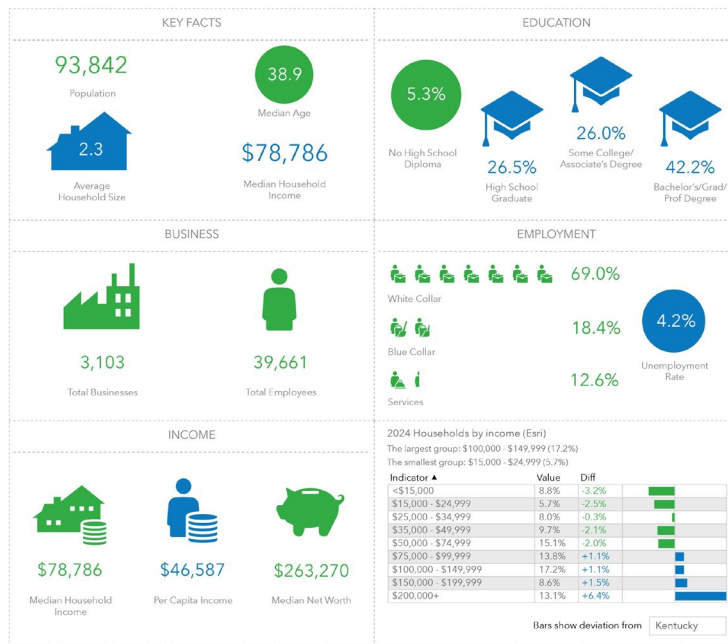 KEY FACTS
93,842
Population
38.9
Median Age
2.3
Average
Household Size
$78,786
Median Household
Income
EDUCATION
5.3%
No High School
Diploma
26.5%
High School
Graduate
26.0%
Some College/
Associate's Degree
42.2%
Bachelor's/Grad/
Prof Degree
BUSINESS
3,103
Total Businesses
39,661
Total Employees
EMPLOYMENT
69.0%
White Collar
18.4%
Blue Collar
12.6%
Services
4.2%
Unemployment
Rate
INCOME
$78,786
Median Household
Income
$46,587
Per Capita Income
$263,270
Median Net Worth
2024 Households by income (Esri)
The largest group: $100,000 - $149,999 (17.2%)
The smallest group: $15,000 - $24,999 (5.7%)
Indicator ▲ Value Diff
<$15,000 8.8% -3.2%
$15,000 - $24,999 5.7% -2.5%
$25,000 - $34,999 8.0% -0.3%
$35,000 - $49,999 9.7% -2.1%
$50,000 - $74,999 15.1% -2.0%
$75,000 - $99,999 13.8% +1.1%
$100,000 - $149,999 17.2% +1.1%
$150,000 - $199,999 8.6% +1.5%
$200,000+ 13.1% +6.4%
Bars show deviation from Kentucky